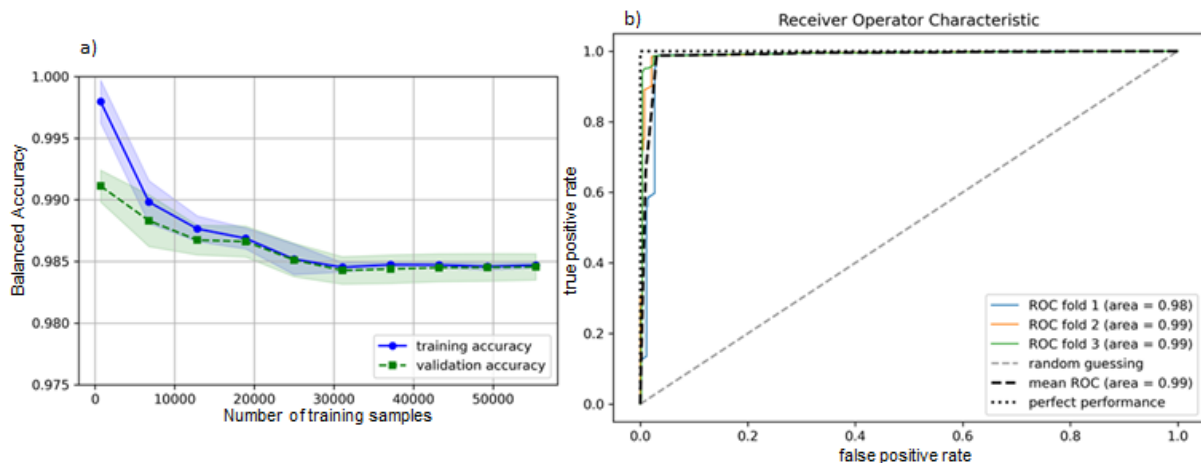 a)
1.000
0.995
0.990
0.985
0.980
0.975
Balanced Accuracy
training accuracy
validation accuracy
0
10000
20000
30000
40000
50000
Number of training samples
b)
Receiver Operator Characteristic
1.0
0.8
0.6
0.4
0.2
0.0
true positive rate
ROC fold 1 (area = 0.98)
ROC fold 2 (area = 0.99)
ROC fold 3 (area = 0.99)
random guessing
mean ROC (area = 0.99)
perfect performance
0.0
0.2
0.4
0.6
0.8
1.0
false positive rate